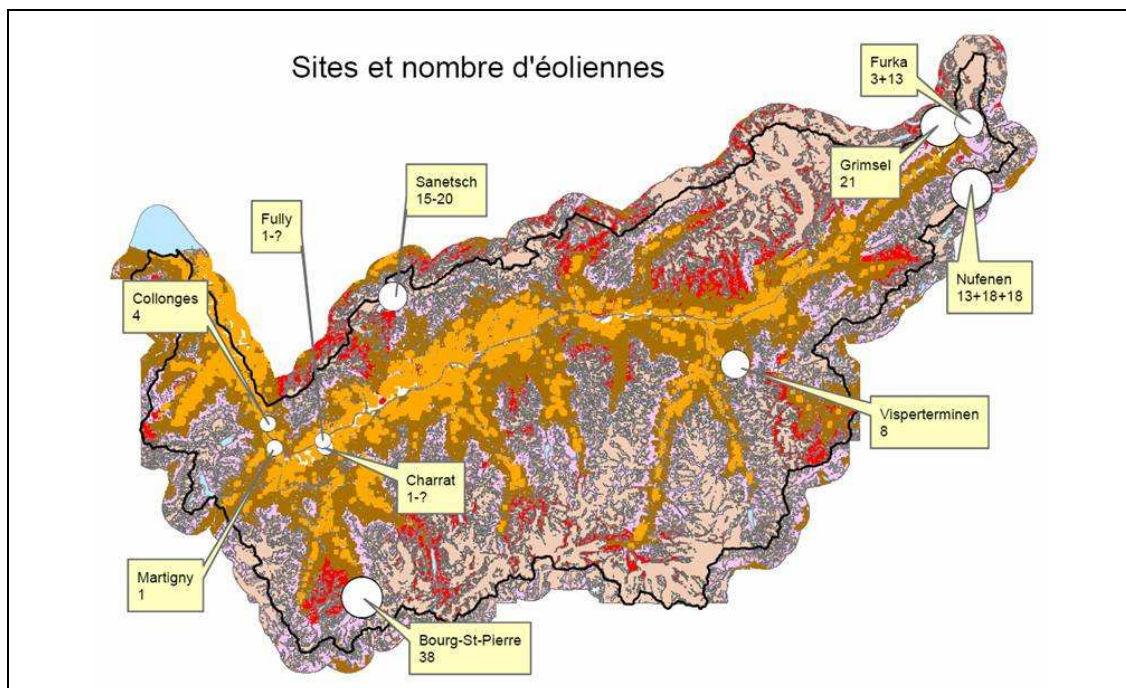 Sites et nombre d'éoliennes
Furka
3+13
Grimsel
21
Sanetsch
15-20
Fully
1-?
Collonges
4
Nufenen
13+18+18
Visperterminen
8
Charrat
1-?
Martigny
1
Bourg-St-Pierre
38